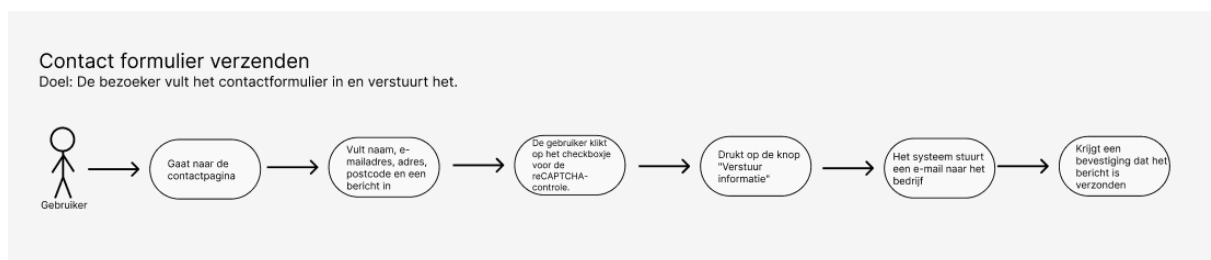 Contact formulier verzenden
Doel: De bezoeker vult het contactformulier in en verstuurt het.
Gebruiker
Gaat naar de
contactpagina
Vult naam, e-
mailadres, adres,
postcode en een
bericht in
De gebruiker klikt
op het checkboxje
voor de
reCAPTCHA-
controle.
Drukt op de knop
"Verstuur
informatie"
Het systeem stuurt
een e-mail naar het
bedrijf
Krijgt een
bevestiging dat het
bericht is
verzonden